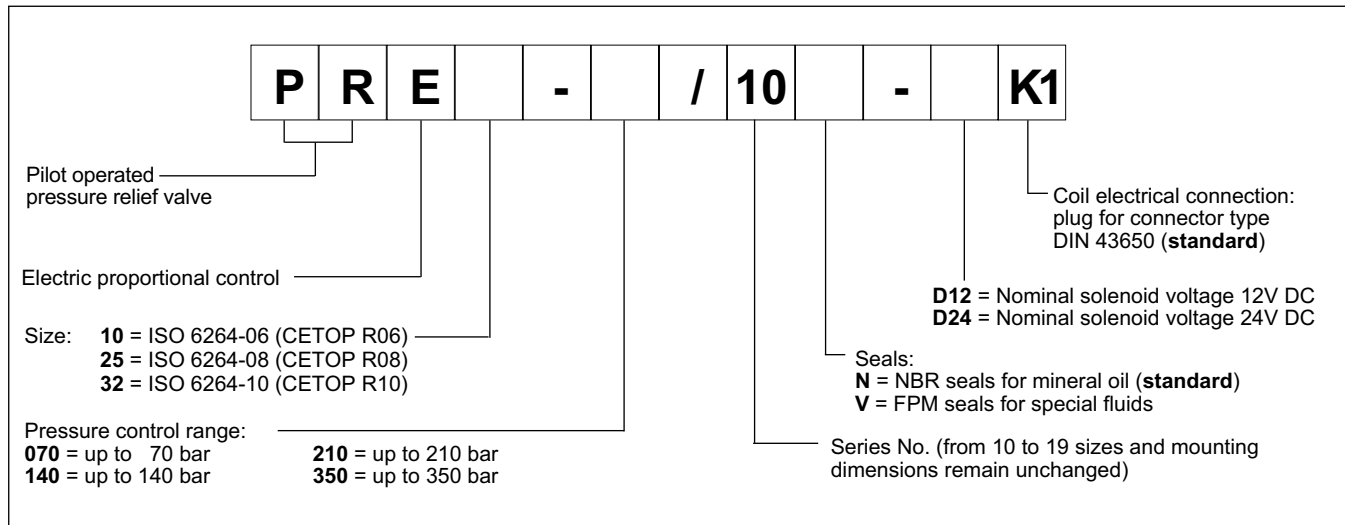 P R E - / 10 - K1
Pilot operated
pressure relief valve
Electric proportional control
Size: 10 = ISO 6264-06 (CETOP R06)
25 = ISO 6264-08 (CETOP R08)
32 = ISO 6264-10 (CETOP R10)
Pressure control range:
070 = up to 70 bar 210 = up to 210 bar
140 = up to 140 bar 350 = up to 350 bar
Coil electrical connection:
plug for connector type
DIN 43650 (standard)
D12 = Nominal solenoid voltage 12V DC
D24 = Nominal solenoid voltage 24V DC
Seals:
N = NBR seals for mineral oil (standard)
V = FPM seals for special fluids
Series No. (from 10 to 19 sizes and mounting
dimensions remain unchanged)